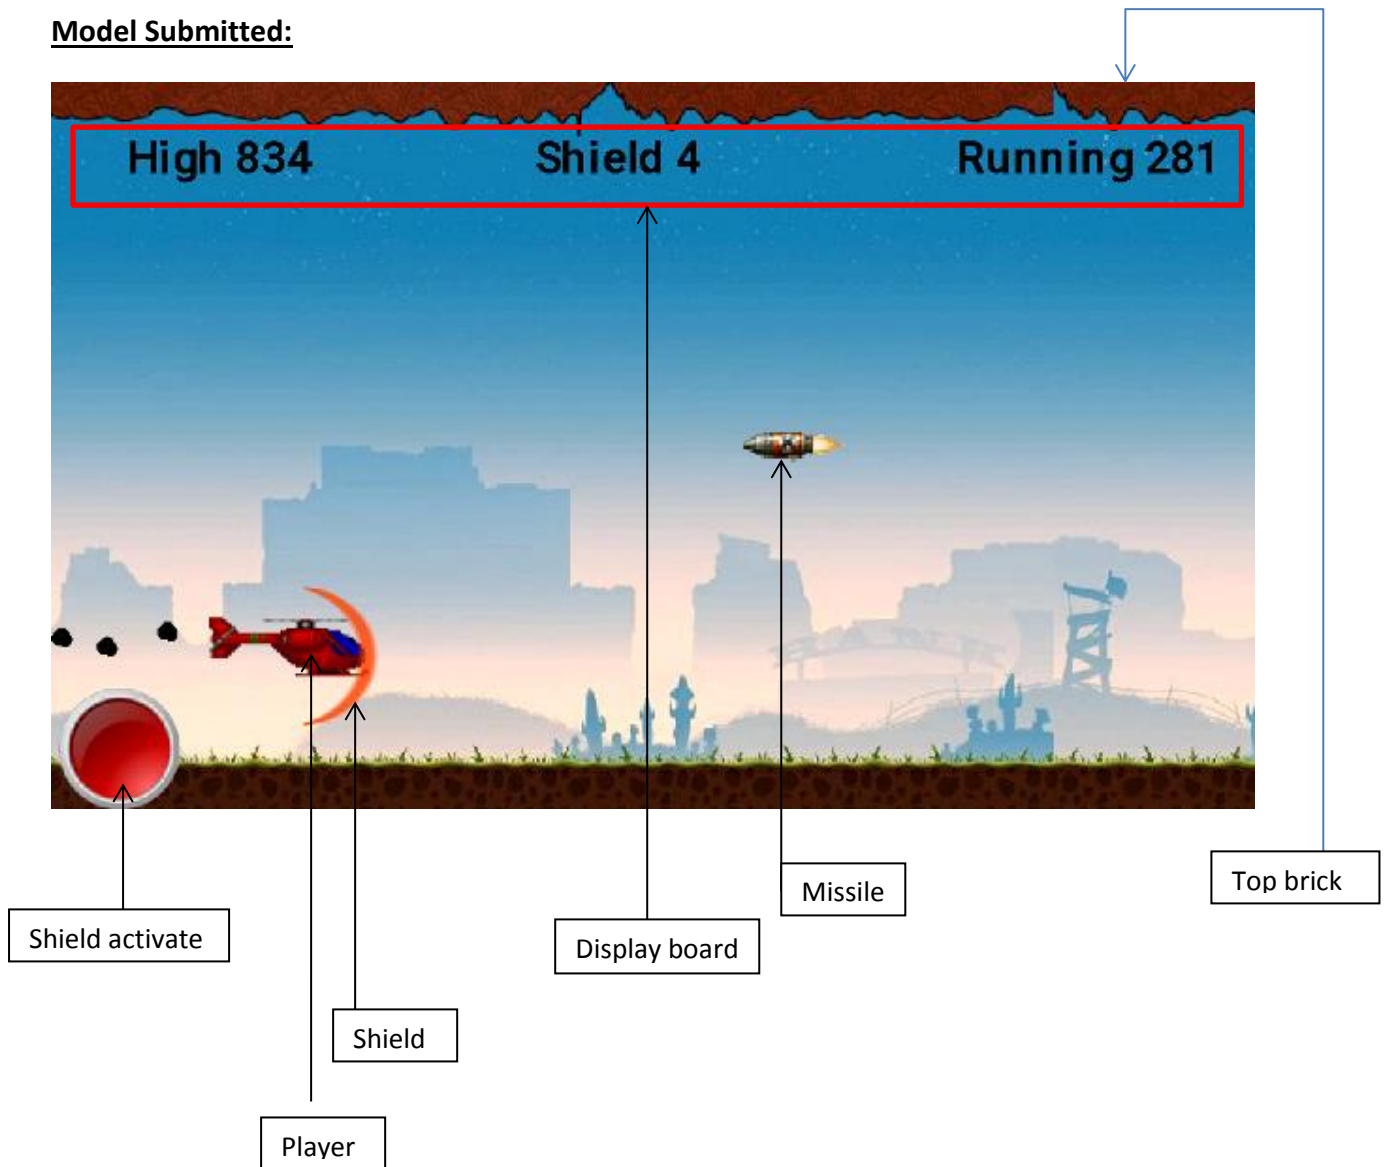 Model Submitted:
High 834 Shield 4 Running 281
Missile
Top brick
Shield activate
Display board
Shield
Player